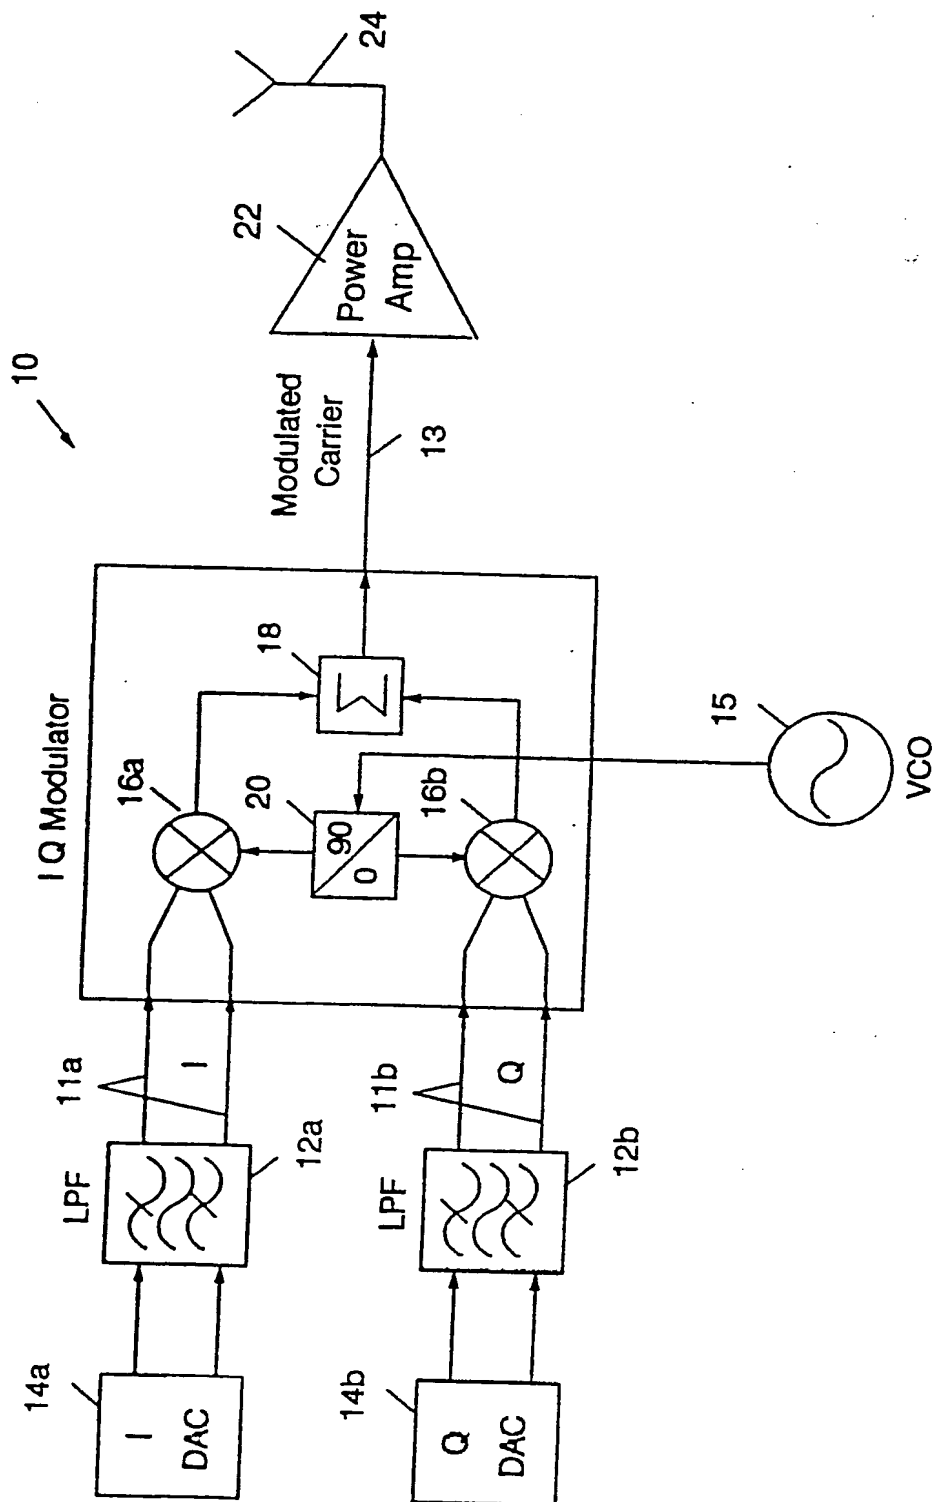 10
I Q Modulator
14a
I
DAC
LPF
12a
11a
I
16a
20
90
0
18
Modulated
Carrier
13
22
Power
Amp
24
14b
Q
DAC
LPF
12b
11b
Q
16b
Σ
15
VCO